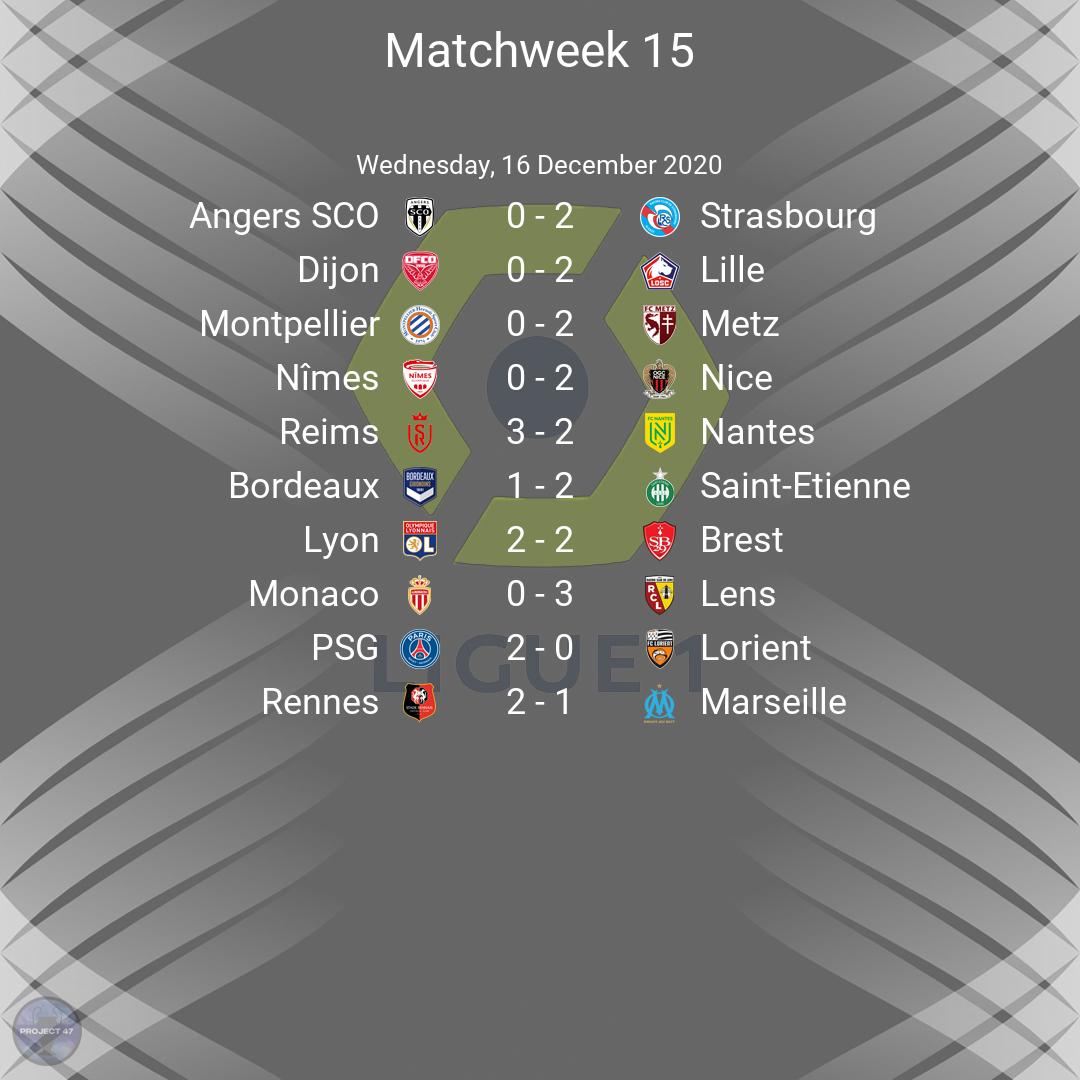 Matchweek 15
Wednesday, 16 December 2020
Angers SCO 0 - 2 Strasbourg
Dijon 0 - 2 Lille
Montpellier 0 - 2 Metz
Nîmes 0 - 2 Nice
Reims 3 - 2 Nantes
Bordeaux 1 - 2 Saint-Etienne
Lyon 2 - 2 Brest
Monaco 0 - 3 Lens
PSG 2 - 0 Lorient
Rennes 2 - 1 Marseille
LIGUE 1
PROJECT 47